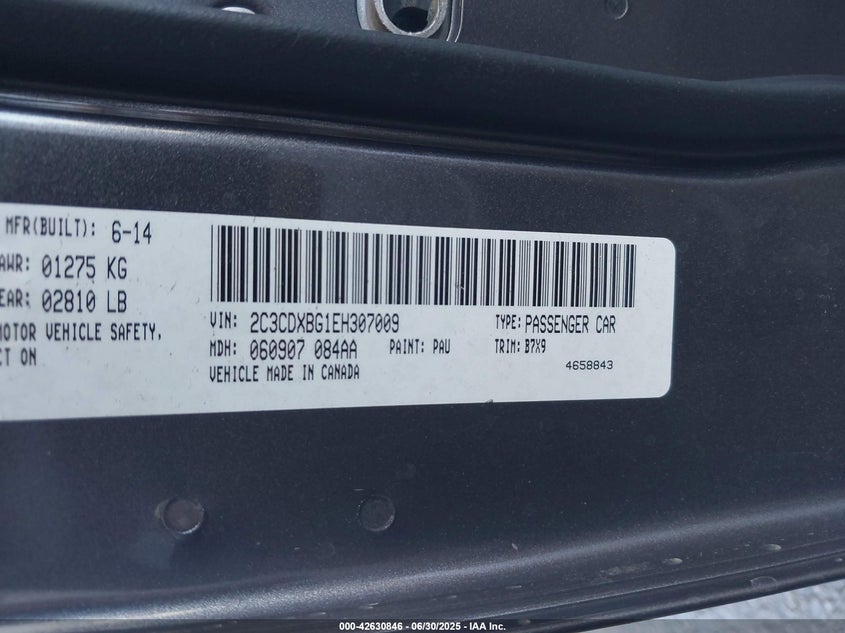 MFR(BUILT): 6-14
AWR: 01275 KG
EAR: 02810 LB
MOTOR VEHICLE SAFETY,
CT ON
VIN: 2C3CDXBG1EH307009 TYPE: PASSENGER CAR
MDH: 060907 084AA PAINT: PAU TRIM: B7X9
VEHICLE MADE IN CANADA 4658843
000-42630846 - 06/30/2025 - IAA Inc.